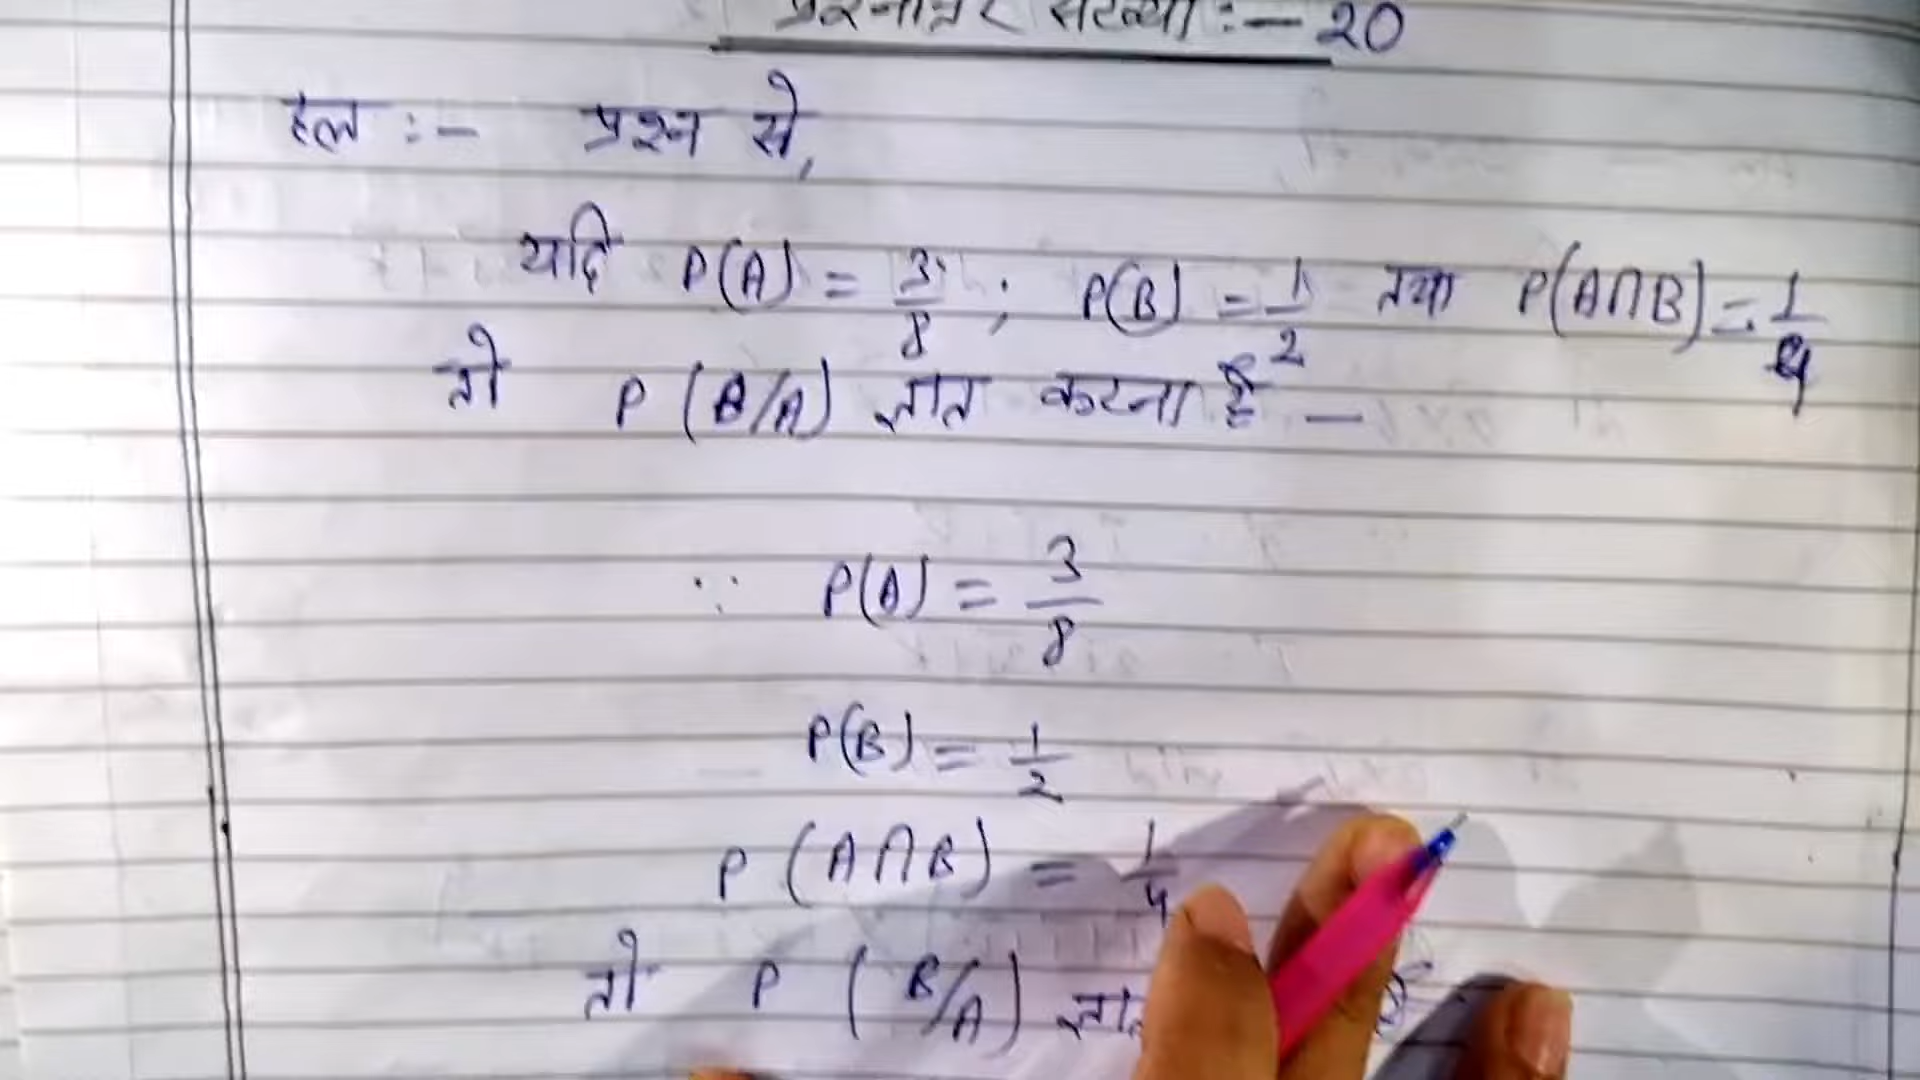 प्रश्नोत्तर संख्या :- 20
हल :- प्रश्न से,
यदि P(A) = 3/8 ; P(B) = 1/2 तथा P(A∩B) = 1/4
तो P(B/A) ज्ञात करना है -
∵ P(A) = 3/8
P(B) = 1/2
P(A∩B) = 1/4
तो P(B/A)